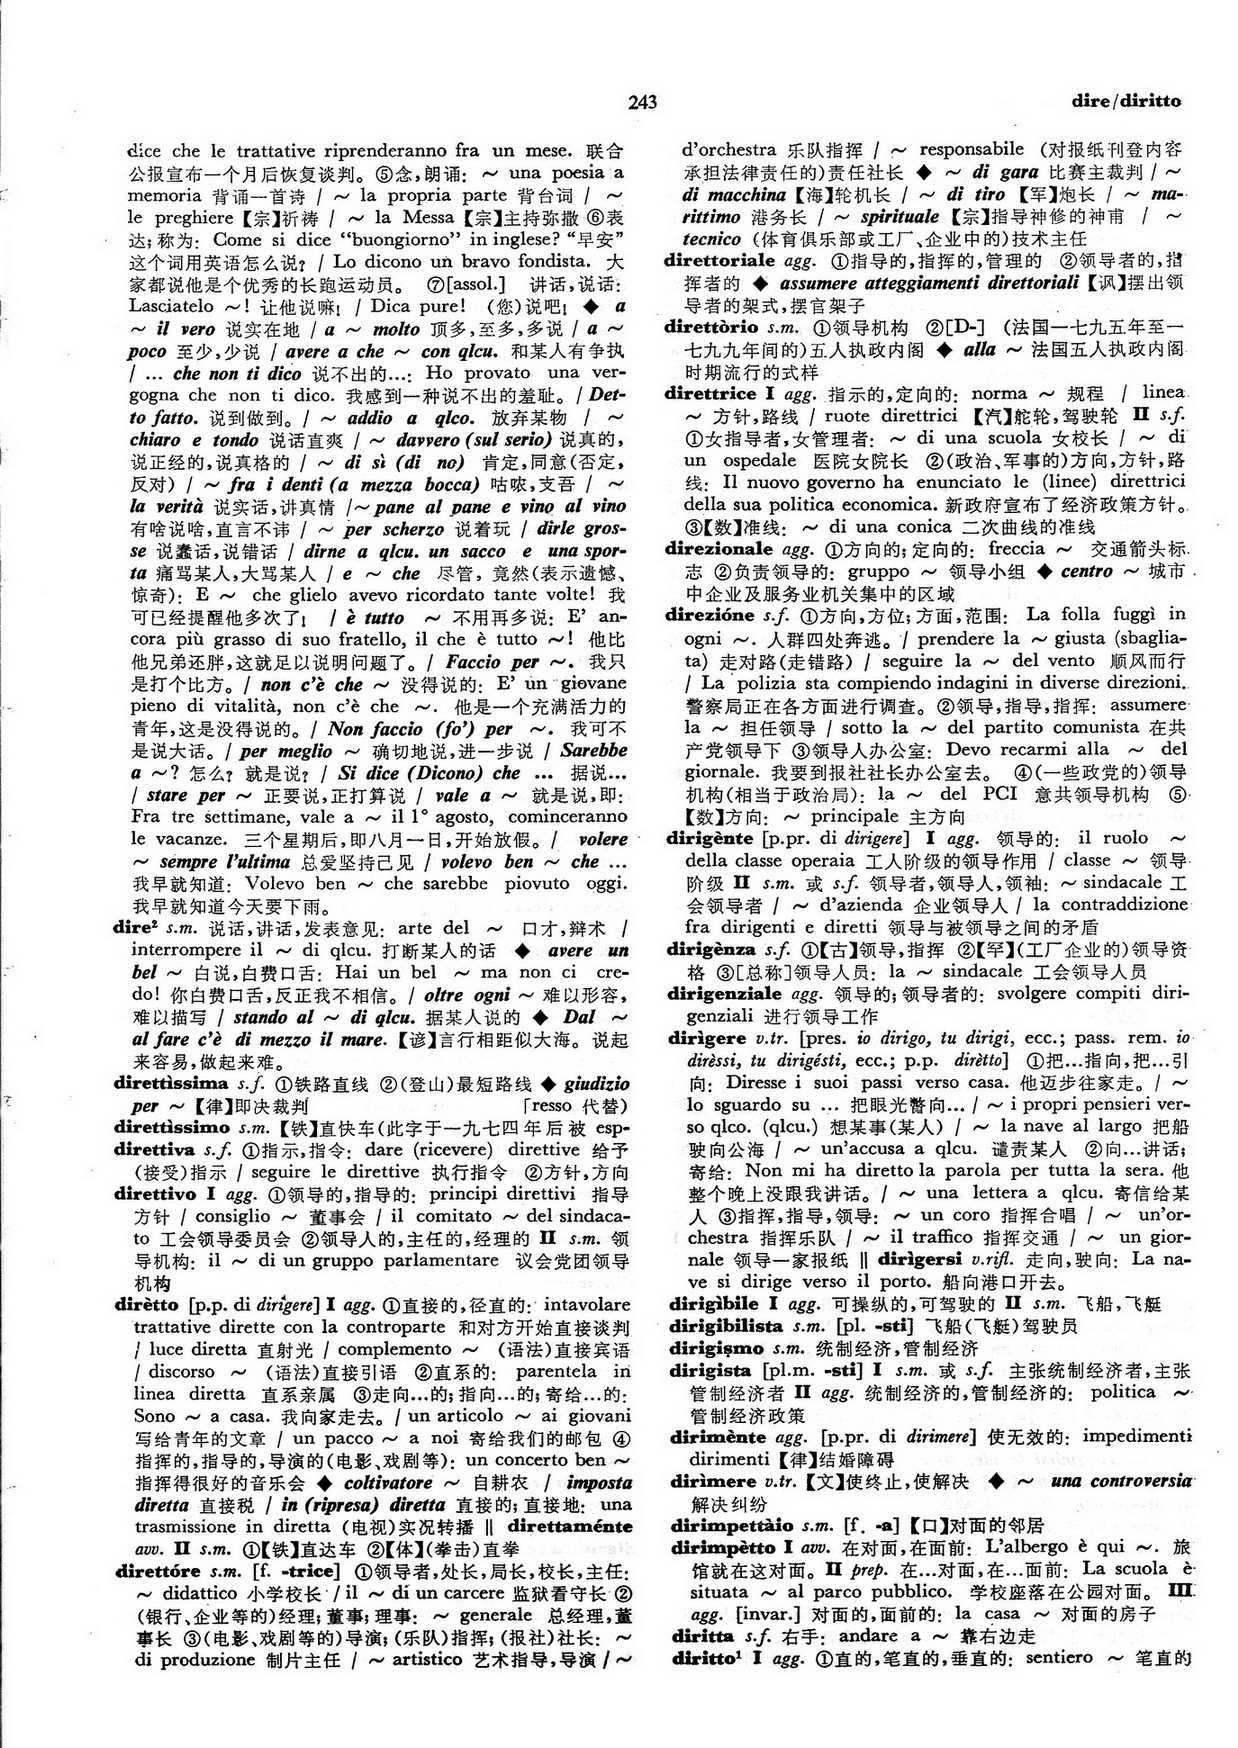 243
dire/diritto
dice che le trattative riprenderanno fra un mese. 联合
公报宣布一个月后恢复谈判。⑤念,朗诵: ~ una poesia a
memoria 背诵一首诗 / ~ la propria parte 背台词 / ~
le preghiere【宗】祈祷 / ~ la Messa【宗】主持弥撒 ⑥表
达;称为: Come si dice “buongiorno” in inglese? “早安”
这个词用英语怎么说? / Lo dicono un bravo fondista. 大
家都说他是个优秀的长跑运动员。 ⑦[assol.] 讲话,说话:
Lasciatelo ~! 让他说嘛! / Dica pure! (您)说吧! ◆ a
~ il vero 说实在地 / a ~ molto 顶多,至多,多说 / a ~
poco 至少,少说 / avere a che ~ con qlcu. 和某人有争执
/ ... che non ti dico 说不出的...: Ho provato una ver-
gogna che non ti dico. 我感到一种说不出的羞耻。/ Det-
to fatto. 说到做到。/ ~ addio a qlco. 放弃某物 / ~
chiaro e tondo 说话直爽 / ~ davvero (sul serio) 说真的,
说正经的,说真格的 / ~ di sì (di no) 肯定,同意(否定,
反对) / ~ fra i denti (a mezza bocca) 咕哝,支吾 / ~
la verità 说实话,讲真情 /~ pane al pane e vino al vino
有啥说啥,直言不讳 / ~ per scherzo 说着玩 / dirle gros-
se 说蠢话,说错话 / dirne a qlcu. un sacco e una spor-
ta 痛骂某人,大骂某人 / e ~ che 尽管, 竟然(表示遗憾、
惊奇): E ~ che glielo avevo ricordato tante volte! 我
可已经提醒他多次了! / è tutto ~ 不用再多说: E’ an-
cora più grasso di suo fratello, il che è tutto ~! 他比
他兄弟还胖,这就足以说明问题了。/ Faccio per ~. 我只
是打个比方。/ non c’è che ~ 没得说的: E’ un giovane
pieno di vitalità, non c’è che ~. 他是一个充满活力的
青年,这是没得说的。/ Non faccio (fo’) per ~. 我可不
是说大话。/ per meglio ~ 确切地说,进一步说 / Sarebbe
a ~? 怎么? 就是说? / Si dice (Dicono) che ... 据说...
/ stare per ~ 正要说,正打算说 / vale a ~ 就是说,即:
Fra tre settimane, vale a ~ il 1° agosto, cominceranno
le vacanze. 三个星期后,即八月一日,开始放假。/ volere
~ sempre l’ultima 总爱坚持己见 / volevo ben ~ che ...
我早就知道: Volevo ben ~ che sarebbe piovuto oggi.
我早就知道今天要下雨。
dire² s.m. 说话,讲话,发表意见: arte del ~ 口才,辩术 /
interrompere il ~ di qlcu. 打断某人的话 ◆ avere un
bel ~ 白说,白费口舌: Hai un bel ~ ma non ci cre-
do! 你白费口舌,反正我不相信。/ oltre ogni ~ 难以形容,
难以描写 / stando al ~ di qlcu. 据某人说的 ◆ Dal ~
al fare c’è di mezzo il mare.【谚】言行相距似大海。说起
来容易,做起来难。
direttìssima s.f. ①铁路直线 ②(登山)最短路线 ◆ giudizio
per ~【律】即决裁判 「resso 代替)
direttìssimo s.m.【铁】直快车(此字于一九七四年后被 esp-
direttiva s.f. ①指示,指令: dare (ricevere) direttive 给予
(接受)指示 / seguire le direttive 执行指令 ②方针,方向
direttivo I agg. ①领导的,指导的: principi direttivi 指导
方针 / consiglio ~ 董事会 / il comitato ~ del sindaca-
to 工会领导委员会 ②领导人的,主任的,经理的 II s.m. 领
导机构: il ~ di un gruppo parlamentare 议会党团领导
机构
dirètto [p.p. di dirìgere] I agg. ①直接的,径直的: intavolare
trattative dirette con la controparte 和对方开始直接谈判
/ luce diretta 直射光 / complemento ~ (语法)直接宾语
/ discorso ~ (语法)直接引语 ②直系的: parentela in
linea diretta 直系亲属 ③走向...的;指向...的;寄给...的:
Sono ~ a casa. 我向家走去。/ un articolo ~ ai giovani
写给青年的文章 / un pacco ~ a noi 寄给我们的邮包 ④
指挥的,指导的,导演的(电影、戏剧等): un concerto ben ~
指挥得很好的音乐会 ◆ coltivatore ~ 自耕农 / imposta
diretta 直接税 / in (ripresa) diretta 直接的;直接地: una
trasmissione in diretta (电视)实况转播 ‖ direttaménte
avv. II s.m. ①【铁】直达车 ②【体】(拳击)直拳
direttóre s.m. [f. -trice] ①领导者,处长,局长,校长,主任:
~ didattico 小学校长 / il ~ di un carcere 监狱看守长 ②
(银行、企业等的)经理;董事;理事: ~ generale 总经理,董
事长 ③(电影、戏剧等的)导演;(乐队)指挥;(报社)社长: ~
di produzione 制片主任 / ~ artistico 艺术指导,导演 / ~
d’orchestra 乐队指挥 / ~ responsabile (对报纸刊登内容
承担法律责任的)责任社长 ◆ ~ di gara 比赛主裁判 / ~
di macchina【海】轮机长 / ~ di tiro【军】炮长 / ~ ma-
rittimo 港务长 / ~ spirituale【宗】指导神修的神甫 / ~
tecnico (体育俱乐部或工厂、企业中的)技术主任
direttoriale agg. ①指导的,指挥的,管理的 ②领导者的,指
挥者的 ◆ assumere atteggiamenti direttoriali【讽】摆出领
导者的架式,摆官架子
direttòrio s.m. ①领导机构 ②[D-] (法国一七九五年至一
七九九年间的)五人执政内阁 ◆ alla ~ 法国五人执政内阁
时期流行的式样
direttrice I agg. 指示的,定向的: norma ~ 规程 / linea
~ 方针,路线 / ruote direttrici【汽】舵轮,驾驶轮 II s.f.
①女指导者,女管理者: ~ di una scuola 女校长 / ~ di
un ospedale 医院女院长 ②(政治、军事的)方向,方针,路
线: Il nuovo governo ha enunciato le (linee) direttrici
della sua politica economica. 新政府宣布了经济政策方针。
③【数】准线: ~ di una conica 二次曲线的准线
direzionale agg. ①方向的;定向的: freccia ~ 交通箭头标
志 ②负责领导的: gruppo ~ 领导小组 ◆ centro ~ 城市
中企业及服务业机关集中的区域
direzióne s.f. ①方向,方位;方面,范围: La folla fuggì in
ogni ~. 人群四处奔逃。/ prendere la ~ giusta (sbaglia-
ta) 走对路(走错路) / seguire la ~ del vento 顺风而行
/ La polizia sta compiendo indagini in diverse direzioni.
警察局正在各方面进行调查。②领导,指导,指挥: assumere
la ~ 担任领导 / sotto la ~ del partito comunista 在共
产党领导下 ③领导人办公室: Devo recarmi alla ~ del
giornale. 我要到报社社长办公室去。 ④(一些政党的)领导
机构(相当于政治局): la ~ del PCI 意共领导机构 ⑤
【数】方向: ~ principale 主方向
dirigènte [p.pr. di dirigere] I agg. 领导的: il ruolo ~
della classe operaia 工人阶级的领导作用 / classe ~ 领导
阶级 II s.m. 或 s.f. 领导者,领导人,领袖: ~ sindacale 工
会领导者 / ~ d’azienda 企业领导人 / la contraddizione
fra dirigenti e diretti 领导与被领导之间的矛盾
dirigènza s.f. ①【古】领导,指挥 ②【罕】(工厂企业的)领导资
格 ③[总称]领导人员: la ~ sindacale 工会领导人员
dirigenziale agg. 领导的;领导者的: svolgere compiti diri-
genziali 进行领导工作
dirìgere v.tr. [pres. io dirigo, tu dirigi, ecc.; pass. rem. io
dirèssi, tu dirigésti, ecc.; p.p. dirètto] ①把...指向,把...引
向: Diresse i suoi passi verso casa. 他迈步往家走。/ ~
lo sguardo su ... 把眼光瞥向... / ~ i propri pensieri ver-
so qlco. (qlcu.) 想某事(某人) / ~ la nave al largo 把船
驶向公海 / ~ un’accusa a qlcu. 谴责某人 ②向...讲话;
寄给: Non mi ha diretto la parola per tutta la sera. 他
整个晚上没跟我讲话。/ ~ una lettera a qlcu. 寄信给某
人 ③指挥,指导,领导: ~ un coro 指挥合唱 / ~ un’or-
chestra 指挥乐队 / ~ il traffico 指挥交通 / ~ un gior-
nale 领导一家报纸 ‖ dirìgersi v.rifl. 走向,驶向: La na-
ve si dirige verso il porto. 船向港口开去。
dirigìbile I agg. 可操纵的,可驾驶的 II s.m. 飞船,飞艇
dirigibilista s.m. [pl. -sti] 飞船(飞艇)驾驶员
dirigişmo s.m. 统制经济,管制经济
dirigista [pl.m. -sti] I s.m. 或 s.f. 主张统制经济者,主张
管制经济者 II agg. 统制经济的,管制经济的: politica ~
管制经济政策
dirimènte agg. [p.pr. di dirimere] 使无效的: impedimenti
dirimenti【律】结婚障碍
dirìmere v.tr.【文】使终止,使解决 ◆ ~ una controversia
解决纠纷
dirimpettàio s.m. [f. -a]【口】对面的邻居
dirimpètto I avv. 在对面,在面前: L’albergo è qui ~. 旅
馆就在这对面。II prep. 在...对面,在...面前: La scuola è
situata ~ al parco pubblico. 学校座落在公园对面。III
agg. [invar.] 对面的,面前的: la casa ~ 对面的房子
diritta s.f. 右手: andare a ~ 靠右边走
diritto¹ I agg. ①直的,笔直的,垂直的: sentiero ~ 笔直的